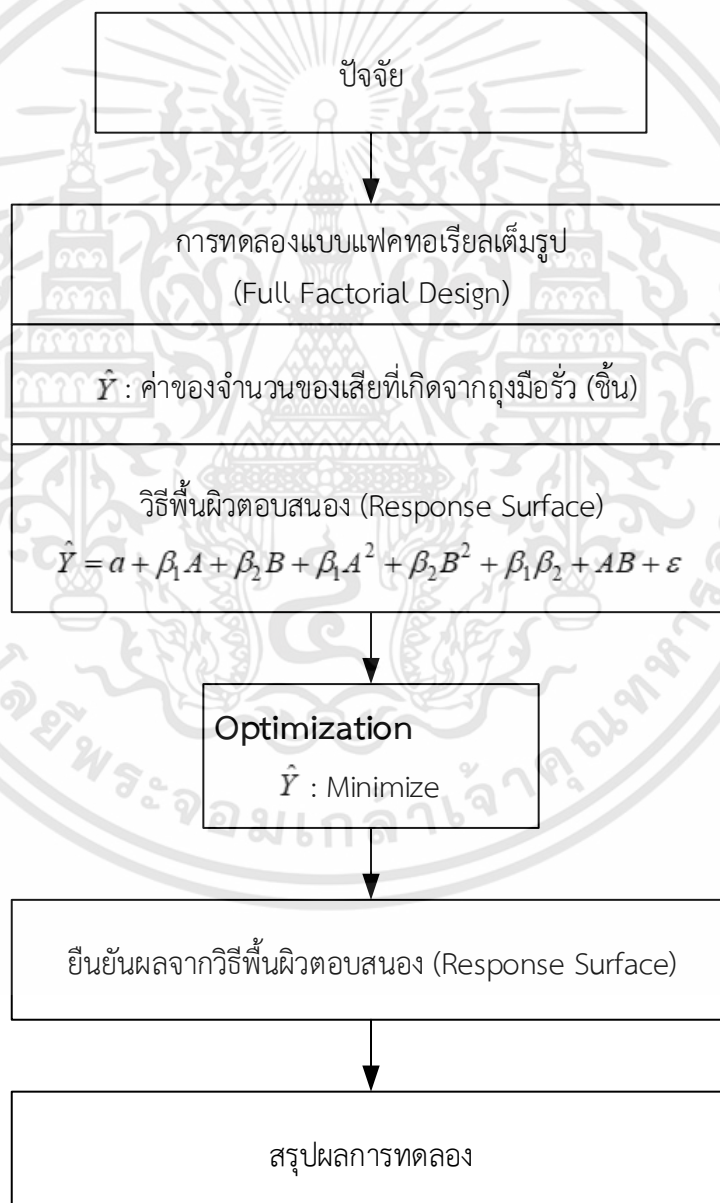 ปัจจัย
การทดลองแบบแฟคทอเรียลเต็มรูป
(Full Factorial Design)
Ŷ : ค่าของจำนวนของเสียที่เกิดจากถุงมือรั่ว (ชิ้น)
วิธีพื้นผิวตอบสนอง (Response Surface)
Ŷ = a + β₁A + β₂B + β₁A² + β₂B² + β₁β₂ + AB + ε
Optimization
Ŷ : Minimize
ยืนยันผลจากวิธีพื้นผิวตอบสนอง (Response Surface)
สรุปผลการทดลอง